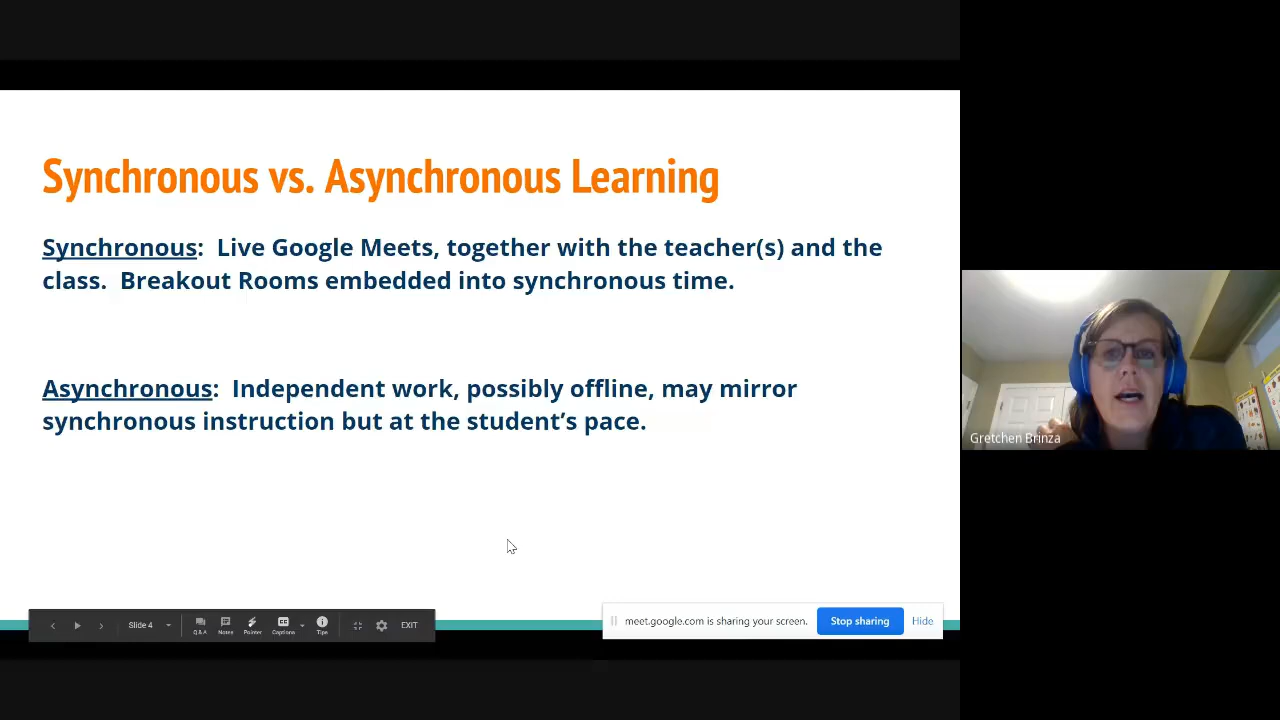 Synchronous vs. Asynchronous Learning
Synchronous:  Live Google Meets, together with the teacher(s) and the
class.  Breakout Rooms embedded into synchronous time.
Asynchronous:  Independent work, possibly offline, may mirror
synchronous instruction but at the student’s pace.
Gretchen Brinza
Slide 4
Q & A
Notes
Pointer
Captions
Tips
EXIT
meet.google.com is sharing your screen.
Stop sharing
Hide